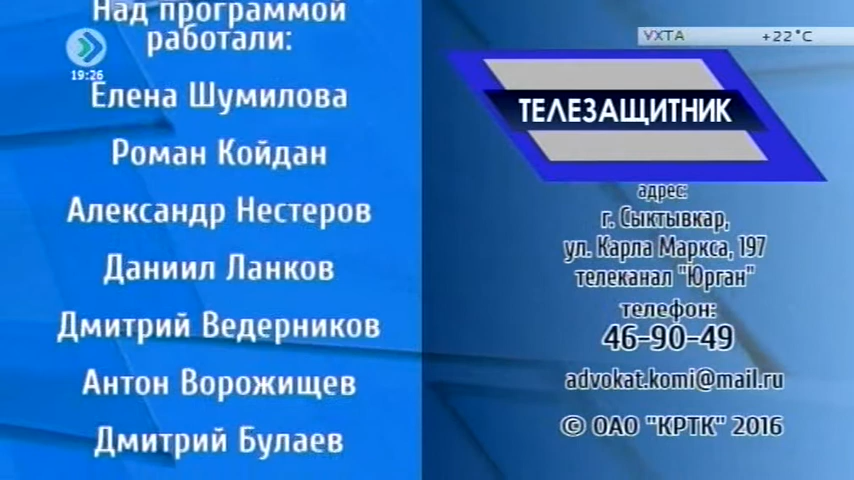 Над программой
работали:
19:26
Елена Шумилова
Роман Койдан
Александр Нестеров
Даниил Ланков
Дмитрий Ведерников
Антон Ворожищев
Дмитрий Булаев
УХТА +22°C
ТЕЛЕЗАЩИТНИК
адрес:
г. Сыктывкар,
ул. Карла Маркса, 197
телеканал "Юрган"
телефон:
46-90-49
advokat.komi@mail.ru
© ОАО "КРТК" 2016